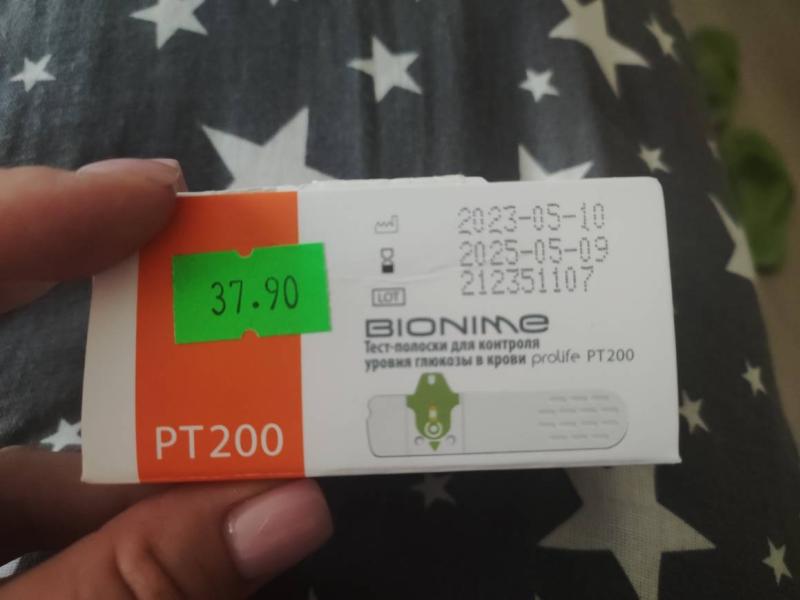 2023-05-10
2025-05-09
LOT
212351107
37.90
BIONIME
Тест-полоски для контроля
уровня глюкозы в крови prolife PT200
PT200